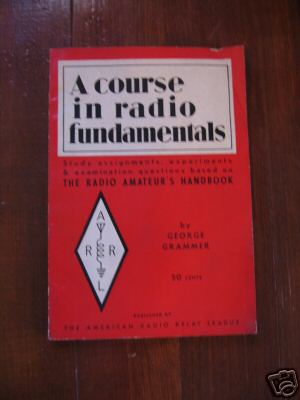 A course
in radio
fundamentals
Study assignments, experiments
& examination questions based on
THE RADIO AMATEUR'S HANDBOOK
A
R R
L
by
GEORGE
GRAMMER
50 CENTS
PUBLISHED BY
THE AMERICAN RADIO RELAY LEAGUE